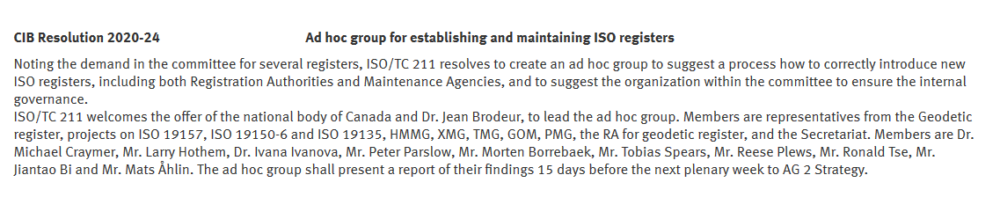 CIB Resolution 2020-24 Ad hoc group for establishing and maintaining ISO registers
Noting the demand in the committee for several registers, ISO/TC 211 resolves to create an ad hoc group to suggest a process how to correctly introduce new
ISO registers, including both Registration Authorities and Maintenance Agencies, and to suggest the organization within the committee to ensure the internal
governance.
ISO/TC 211 welcomes the offer of the national body of Canada and Dr. Jean Brodeur, to lead the ad hoc group. Members are representatives from the Geodetic
register, projects on ISO 19157, ISO 19150-6 and ISO 19135, HMMG, XMG, TMG, GOM, PMG, the RA for geodetic register, and the Secretariat. Members are Dr.
Michael Craymer, Mr. Larry Hothem, Dr. Ivana Ivanova, Mr. Peter Parslow, Mr. Morten Borrebaek, Mr. Tobias Spears, Mr. Reese Plews, Mr. Ronald Tse, Mr.
Jiantao Bi and Mr. Mats Åhlin. The ad hoc group shall present a report of their findings 15 days before the next plenary week to AG 2 Strategy.